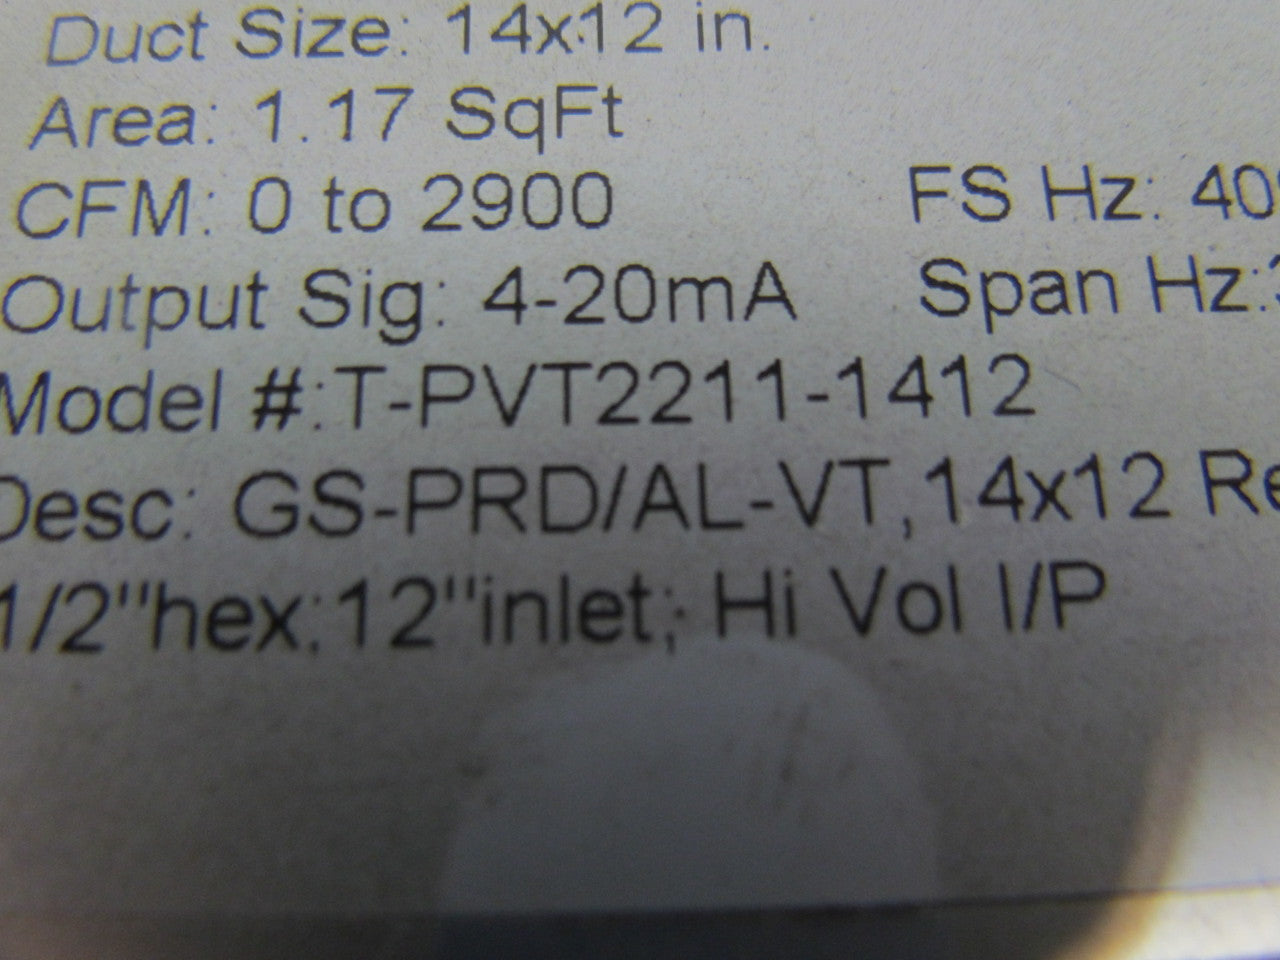 Duct Size: 14x12 in.
Area: 1.17 SqFt
CFM: 0 to 2900 FS Hz: 40
Output Sig: 4-20mA Span Hz:
Model #:T-PVT2211-1412
Desc: GS-PRD/AL-VT,14x12 Re
1/2"hex;12"inlet; Hi Vol I/P